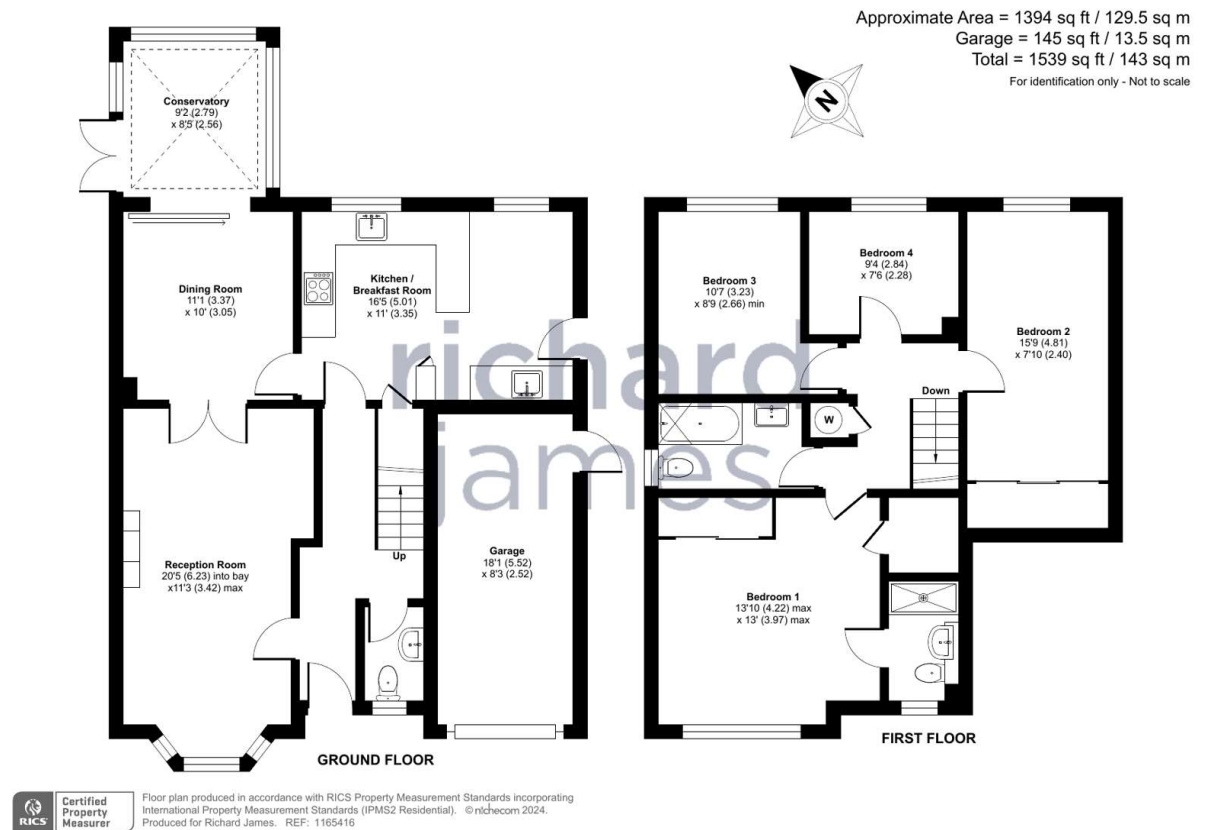 Approximate Area = 1394 sq ft / 129.5 sq m
Garage = 145 sq ft / 13.5 sq m
Total = 1539 sq ft / 143 sq m
For identification only - Not to scale
N
Conservatory
9'2 (2.79)
x 8'5 (2.56)
Dining Room
11'1 (3.37)
x 10' (3.05)
Kitchen /
Breakfast Room
16'5 (5.01)
x 11' (3.35)
Reception Room
20'5 (6.23) into bay
x11'3 (3.42) max
Up
Garage
18'1 (5.52)
x 8'3 (2.52)
GROUND FLOOR
Bedroom 3
10'7 (3.23)
x 8'9 (2.66) min
Bedroom 4
9'4 (2.84)
x 7'6 (2.28)
Bedroom 2
15'9 (4.81)
x 7'10 (2.40)
Down
W
Bedroom 1
13'10 (4.22) max
x 13' (3.97) max
FIRST FLOOR
richard
james
RICS
Certified
Property
Measurer
Floor plan produced in accordance with RICS Property Measurement Standards incorporating
International Property Measurement Standards (IPMS2 Residential). © nichecom 2024.
Produced for Richard James. REF: 1165416